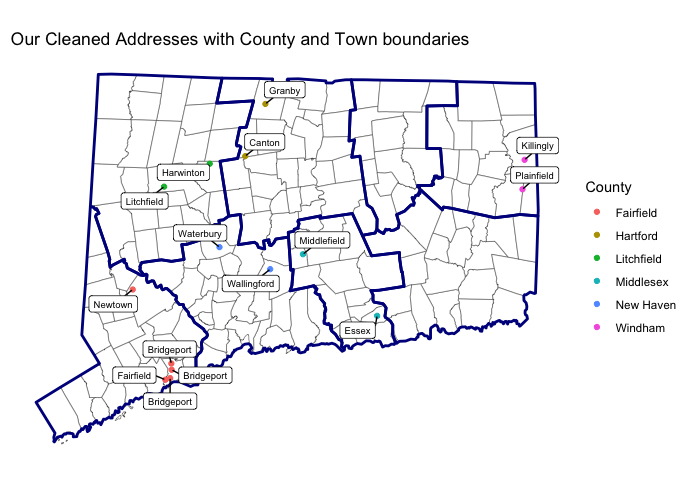 Our Cleaned Addresses with County and Town boundaries
Granby
Canton
Killingly
Harwinton
Plainfield
Litchfield
Waterbury
Middlefield
Wallingford
Newtown
Essex
Bridgeport
Fairfield
Bridgeport
Bridgeport
County
Fairfield
Hartford
Litchfield
Middlesex
New Haven
Windham